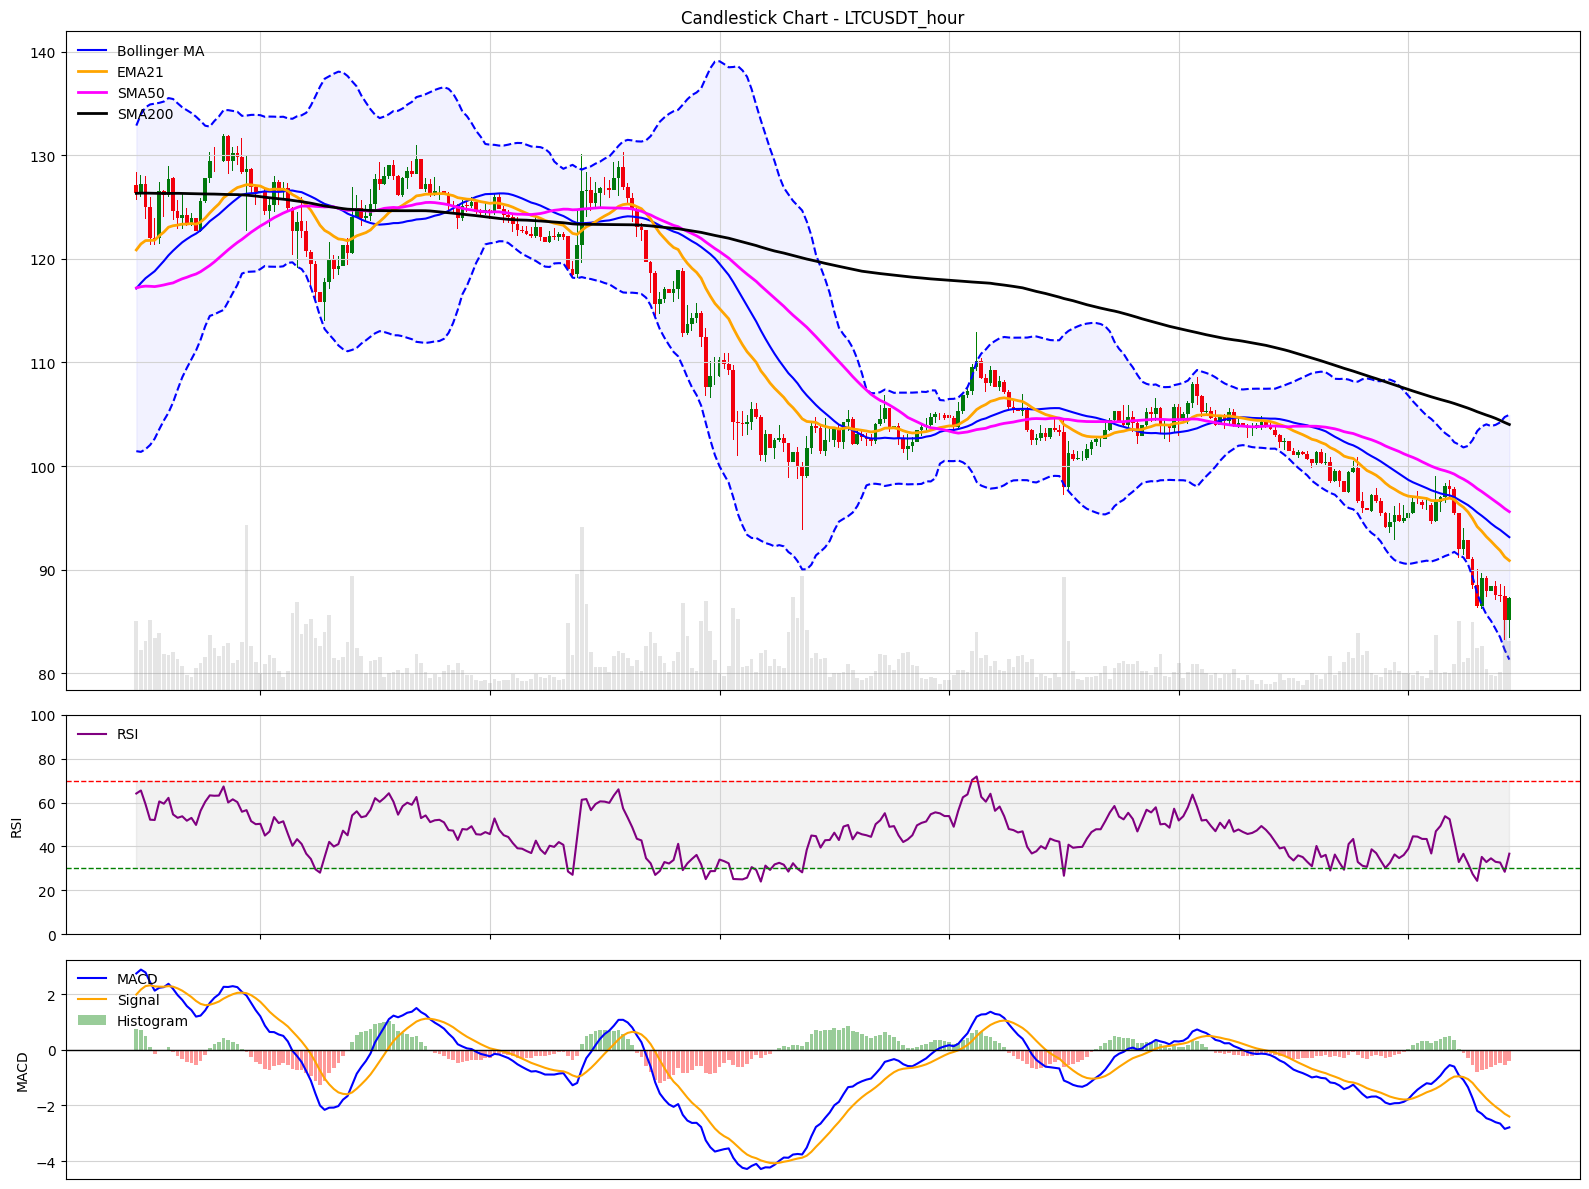 Candlestick Chart - LTCUSDT_hour
140
130
120
110
100
90
80
Bollinger MA
EMA21
SMA50
SMA200
100
80
60
40
20
0
RSI
RSI
2
0
−2
−4
MACD
MACD
Signal
Histogram